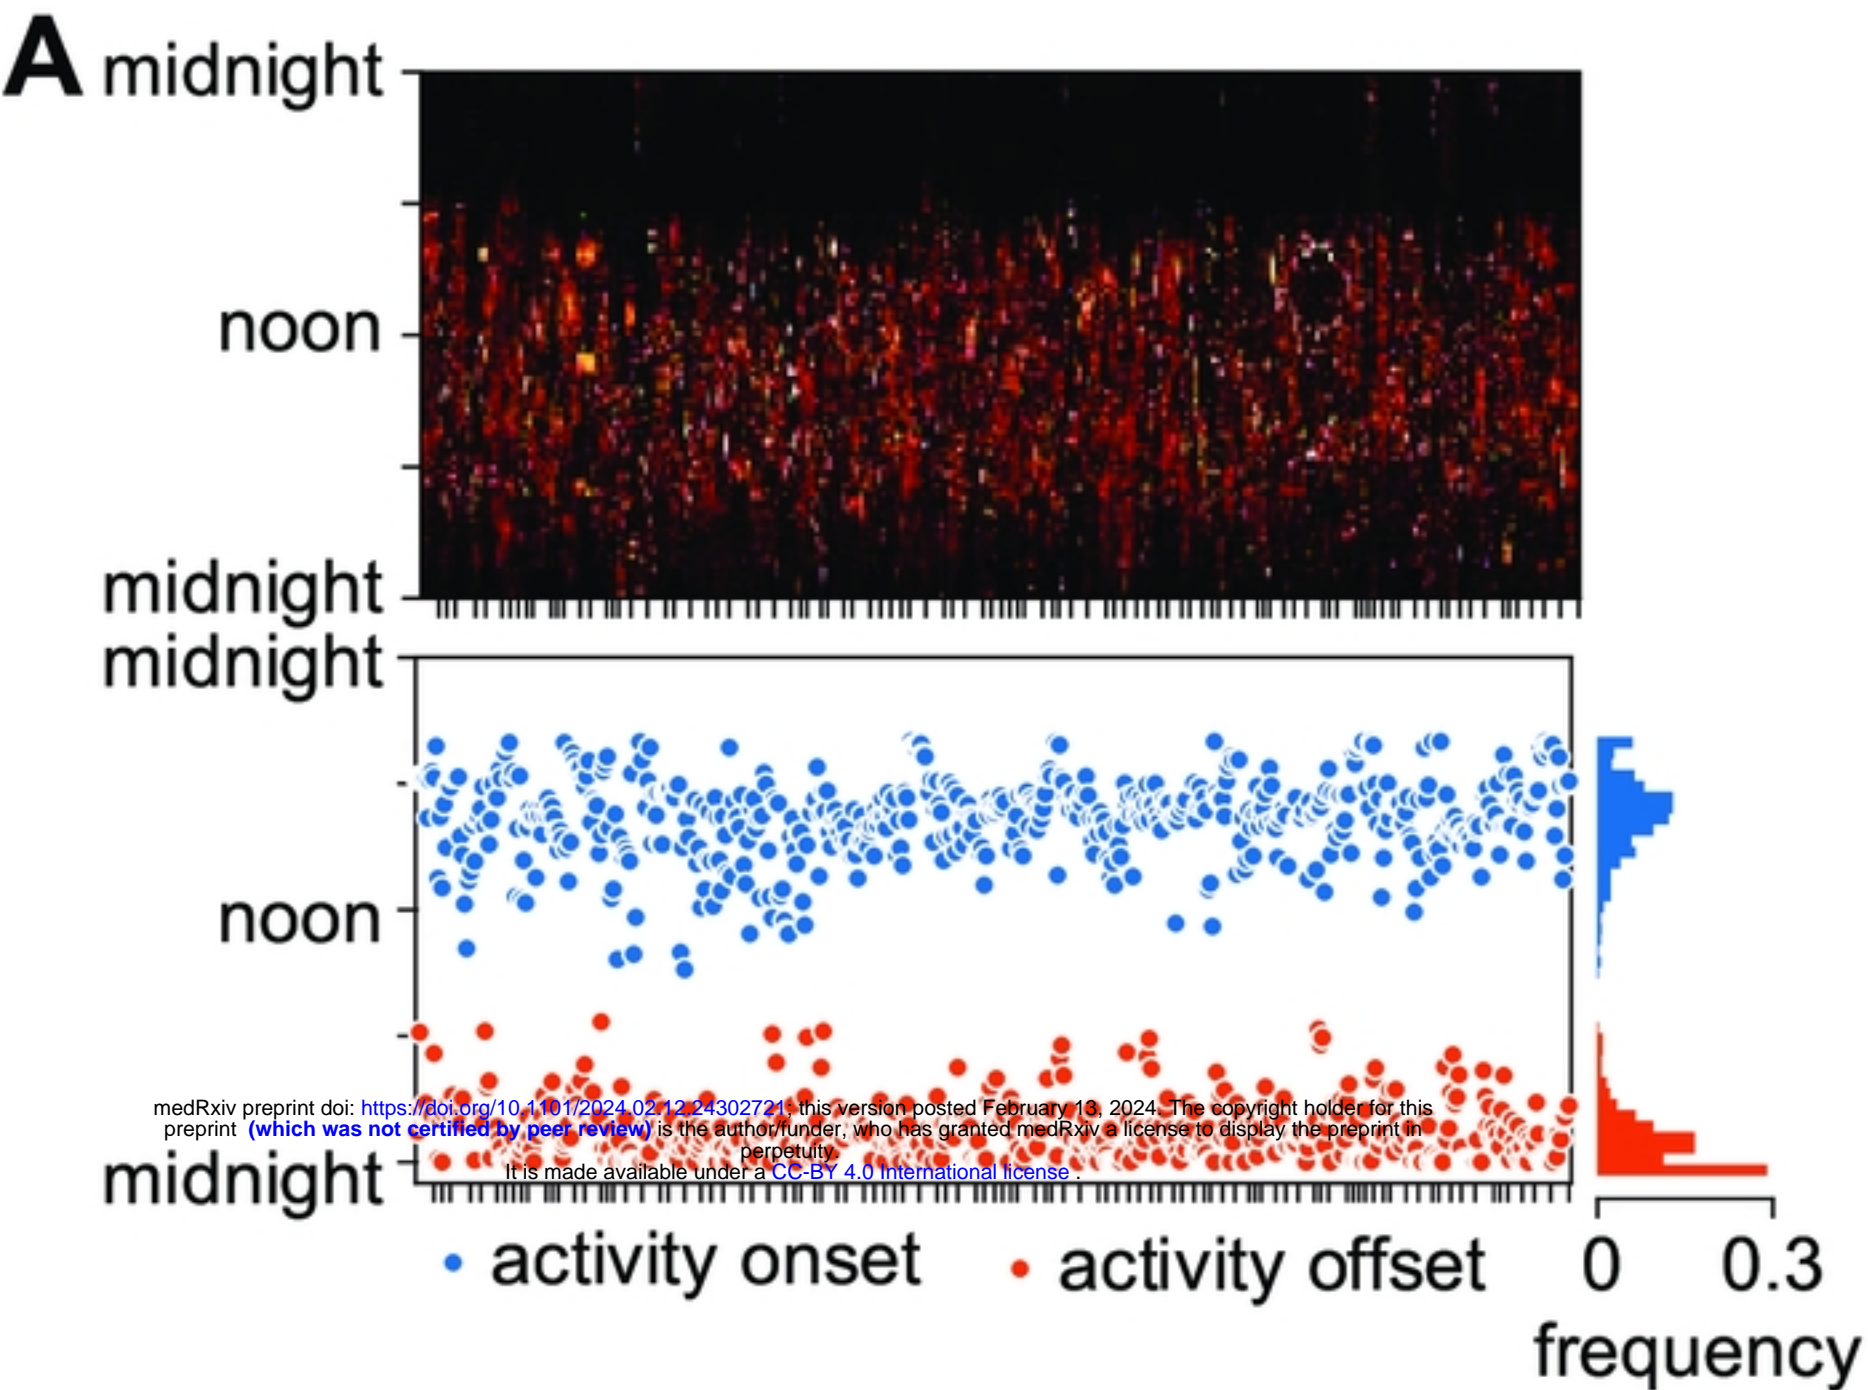 A midnight
noon
midnight
midnight
noon
medRxiv preprint doi: https://doi.org/10.1101/2024.02.12.24302721; this version posted February 13, 2024. The copyright holder for this
preprint (which was not certified by peer review) is the author/funder, who has granted medRxiv a license to display the preprint in
perpetuity.
It is made available under a CC-BY 4.0 International license .
midnight
activity onset
activity offset
0 0.3
frequency